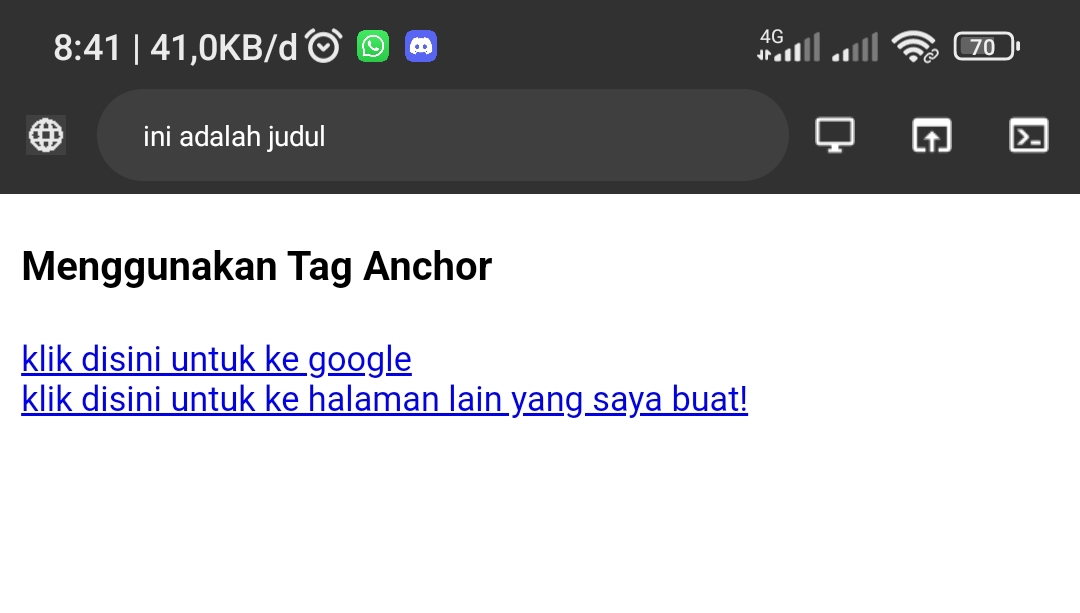 8:41 | 41,0KB/d
4G
70
ini adalah judul
Menggunakan Tag Anchor
klik disini untuk ke google
klik disini untuk ke halaman lain yang saya buat!